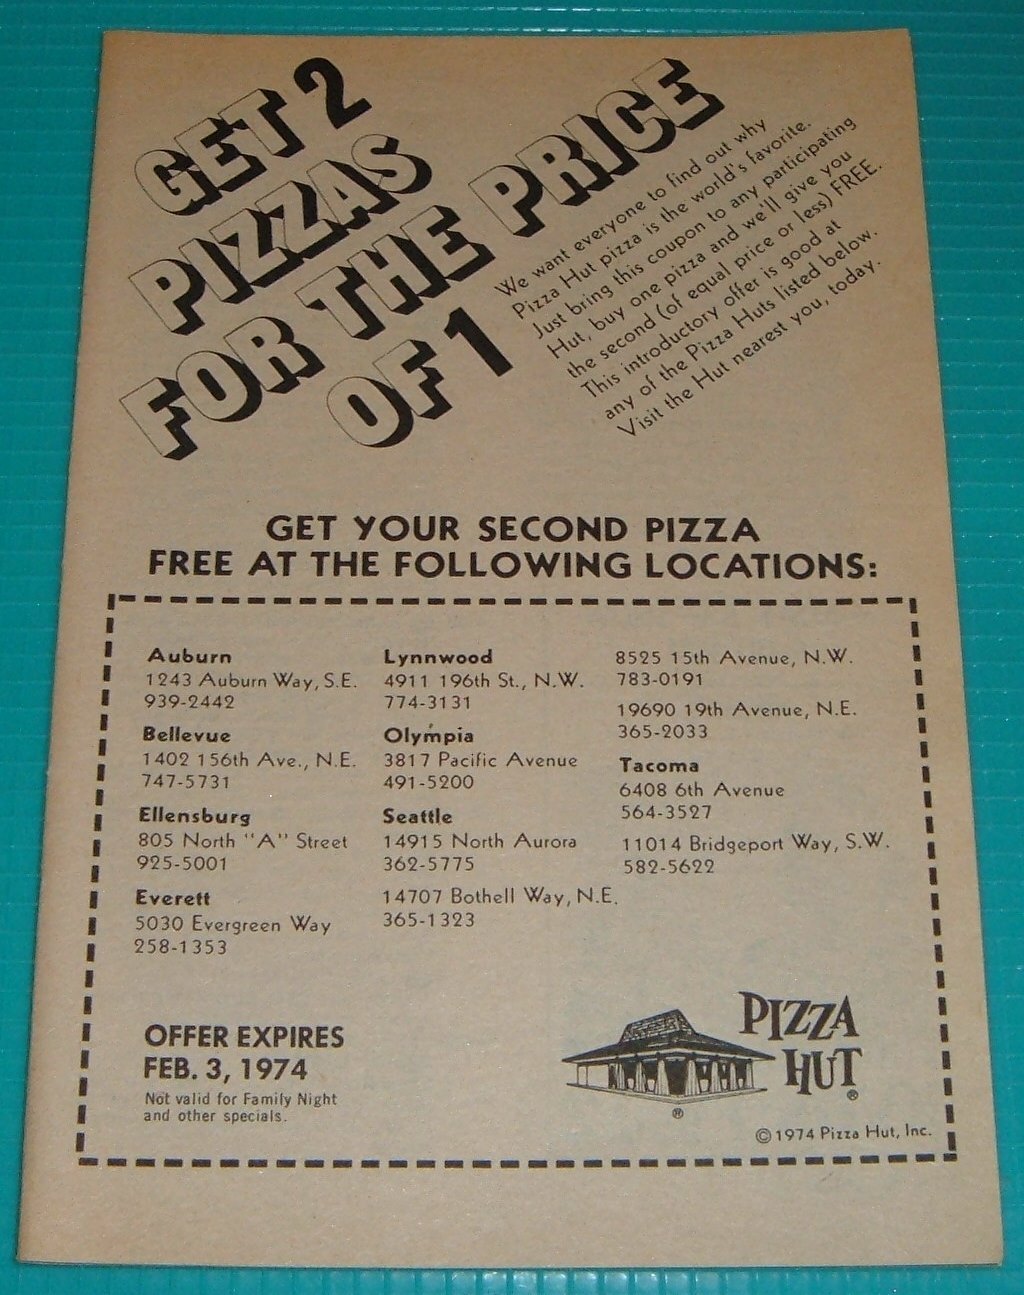 GET 2
PIZZAS
FOR THE PRICE
OF 1
We want everyone to find out why
Pizza Hut pizza is the world's favorite.
Just bring this coupon to any participating
Hut, buy one pizza and we'll give you
the second (of equal price or less) FREE.
This introductory offer is good at
any of the Pizza Huts listed below.
Visit the Hut nearest you, today.
GET YOUR SECOND PIZZA
FREE AT THE FOLLOWING LOCATIONS:
Auburn
1243 Auburn Way, S.E.
939-2442
Bellevue
1402 156th Ave., N.E.
747-5731
Ellensburg
805 North "A" Street
925-5001
Everett
5030 Evergreen Way
258-1353
Lynnwood
4911 196th St., N.W.
774-3131
Olympia
3817 Pacific Avenue
491-5200
Seattle
14915 North Aurora
362-5775
14707 Bothell Way, N.E.
365-1323
8525 15th Avenue, N.W.
783-0191
19690 19th Avenue, N.E.
365-2033
Tacoma
6408 6th Avenue
564-3527
11014 Bridgeport Way, S.W.
582-5622
OFFER EXPIRES
FEB. 3, 1974
Not valid for Family Night
and other specials.
PIZZA
HUT®
®
©1974 Pizza Hut, Inc.